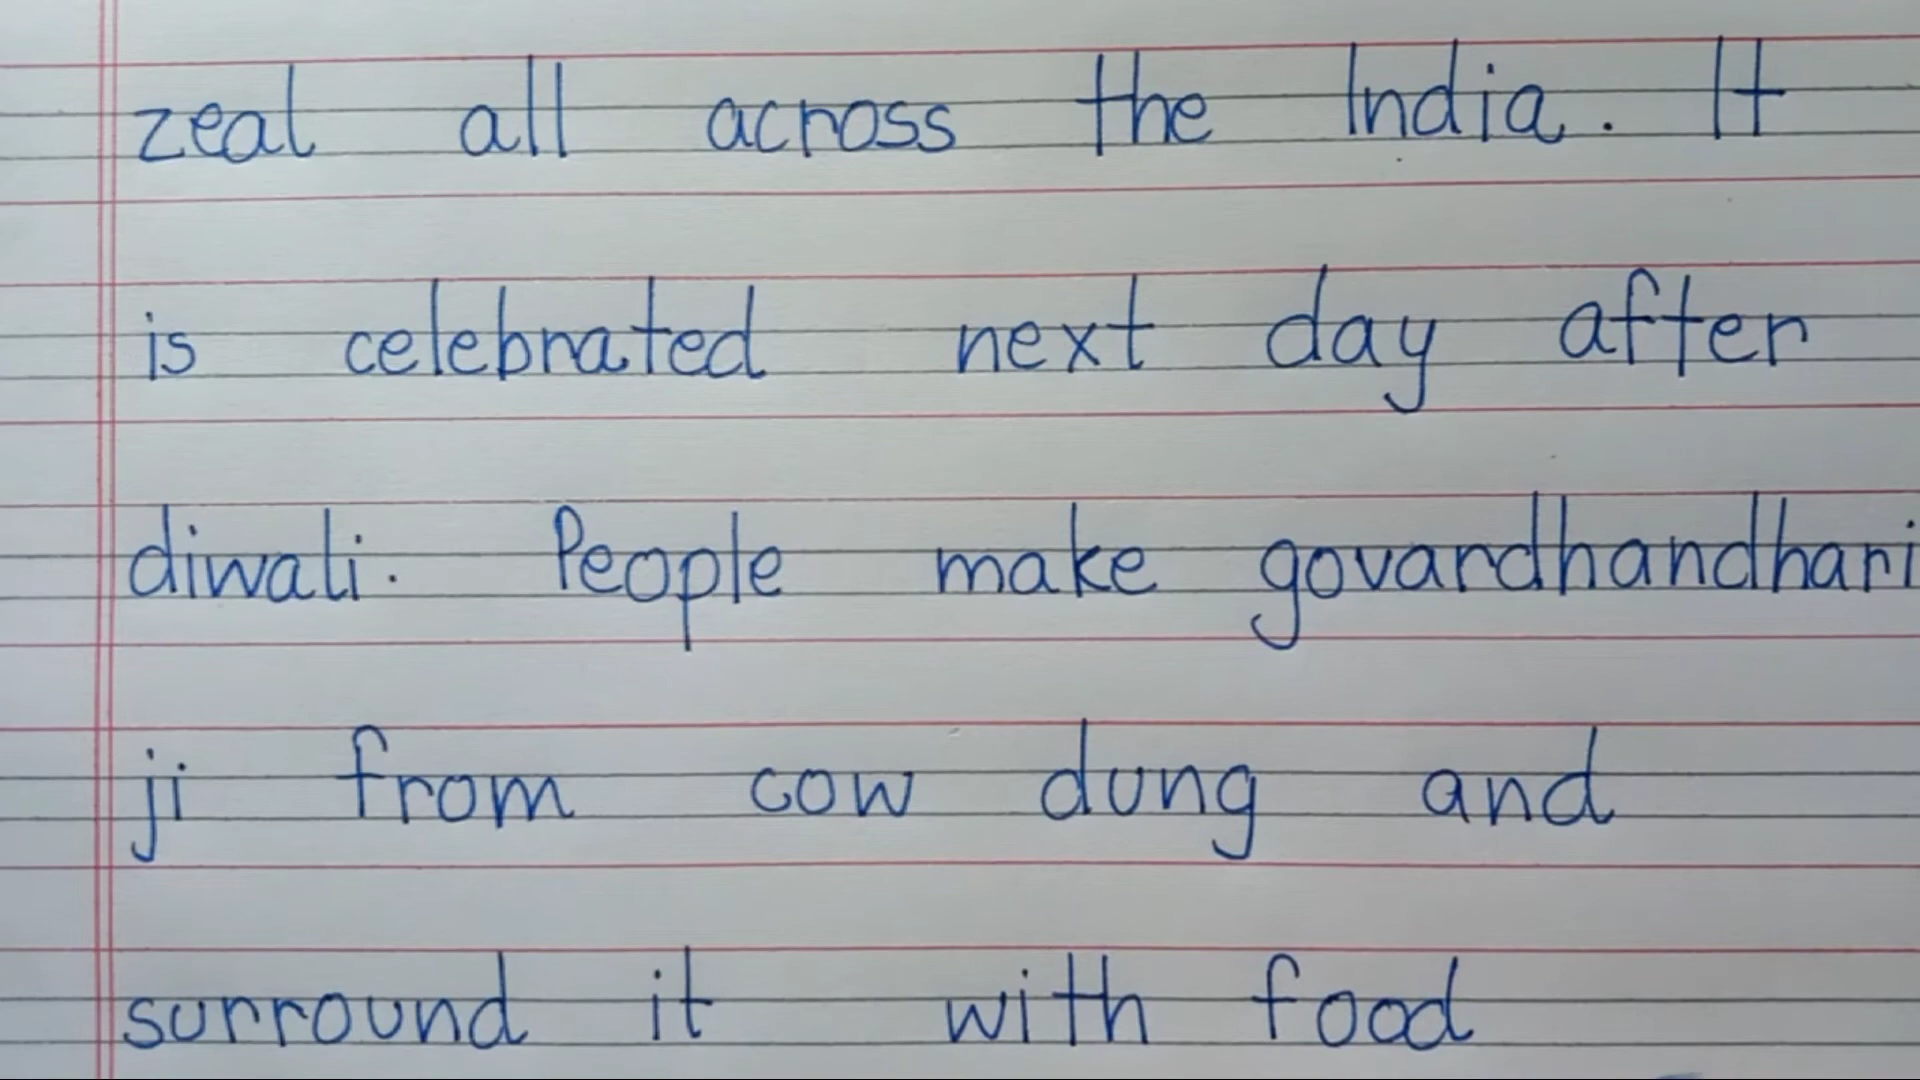 zeal all across the India. It
is celebrated next day after
diwali. People make govardhandhari
ji from cow dung and
surround it with food